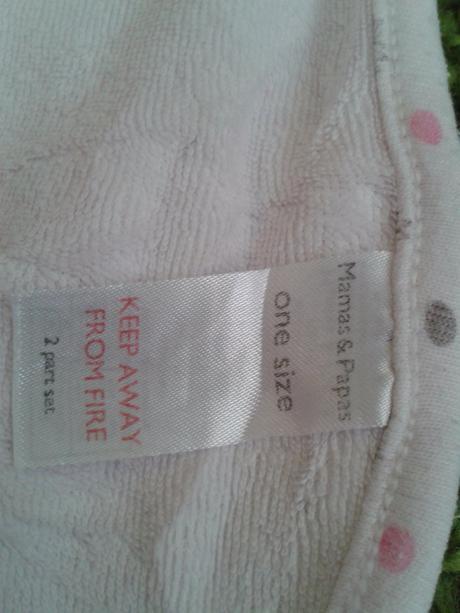 Mamas & Papas
one size
KEEP AWAY
FROM FIRE
2 part set